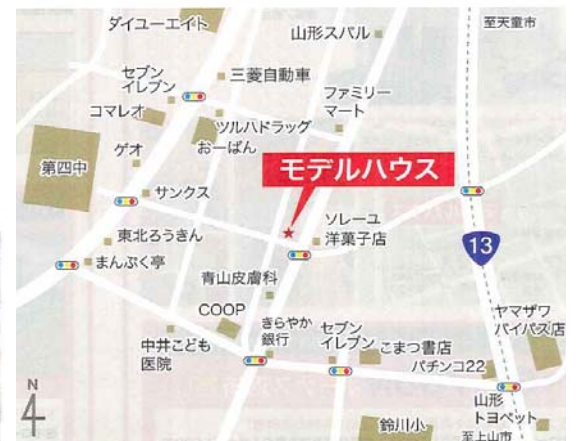 ダイユーエイト
山形スバル
至天童市
セブン
イレブン
三菱自動車
コマレオ
ファミリー
マート
ツルハドラッグ
おーばん
第四中
ゲオ
モデルハウス
サンクス
ソレーユ
洋菓子店
東北ろうきん
まんぷく亭
13
青山皮膚科
COOP
中井こども
医院
きらやか
銀行
セブン
イレブン
こまつ書店
パチンコ22
ヤマザワ
バイパス店
山形
トヨペット
鈴川小
至上山市
N